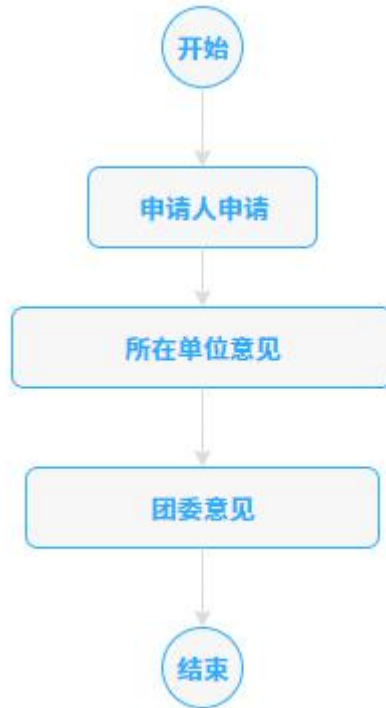 开始
申请人申请
所在单位意见
团委意见
结束